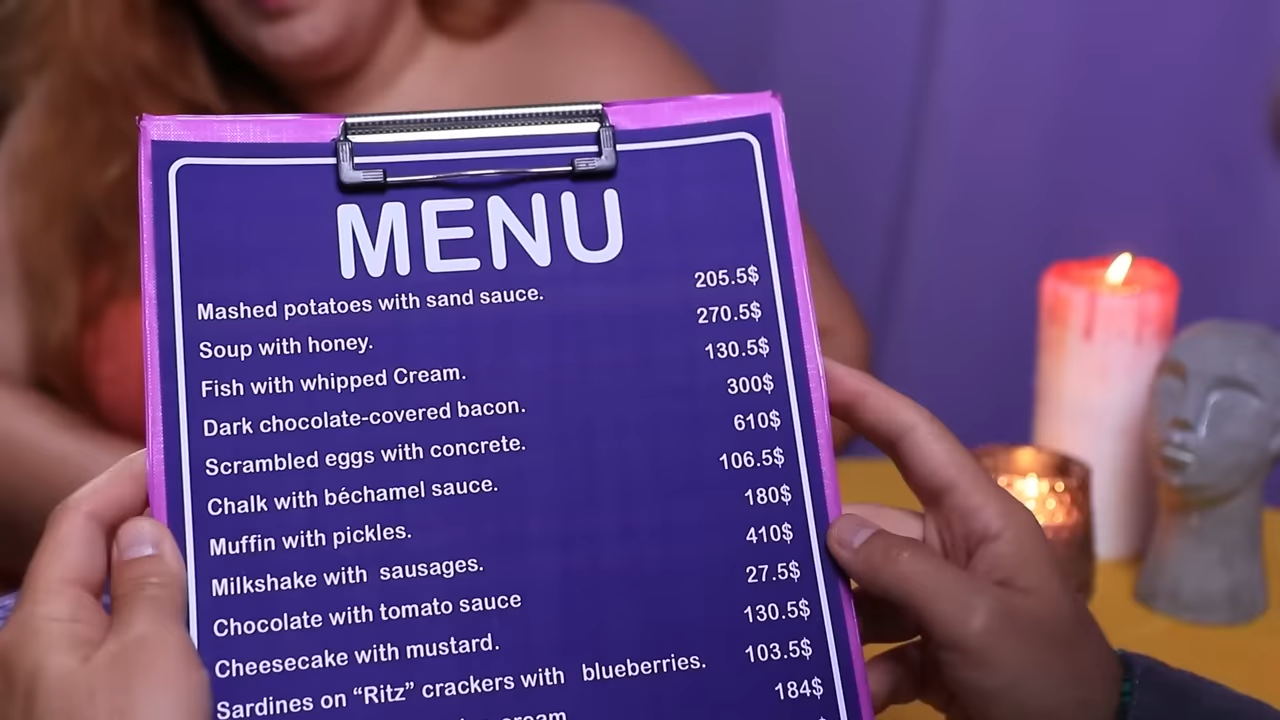 MENU
Mashed potatoes with sand sauce. 205.5$
Soup with honey. 270.5$
Fish with whipped Cream. 130.5$
Dark chocolate-covered bacon. 300$
Scrambled eggs with concrete. 610$
Chalk with béchamel sauce. 106.5$
Muffin with pickles. 180$
Milkshake with sausages. 410$
Chocolate with tomato sauce 27.5$
Cheesecake with mustard. 130.5$
Sardines on “Ritz” crackers with blueberries. 103.5$
cream 184$